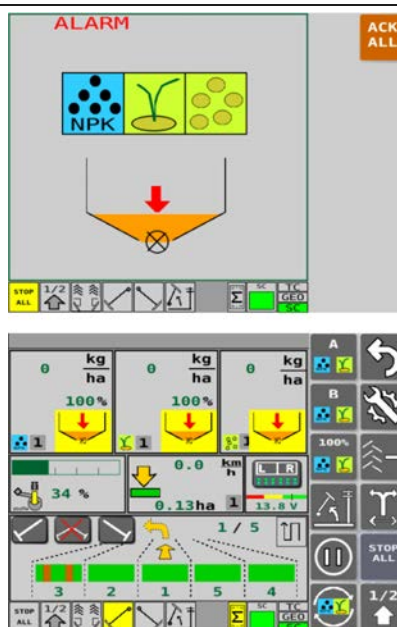 ALARM
ACK
ALL
NPK
STOP
ALL
1/2
Σ
SC
TC
GEO
SC
0 kg/ha
0 kg/ha
0 kg/ha
100%
100%
1
1
1
A
B
100%
34 %
0.0 km/h
0.13ha 1
L R
13.8 V
1 / 5
3 2 1 5 4
STOP
ALL
1/2
STOP
ALL
1/2
Σ
SC
TC
GEO
SC